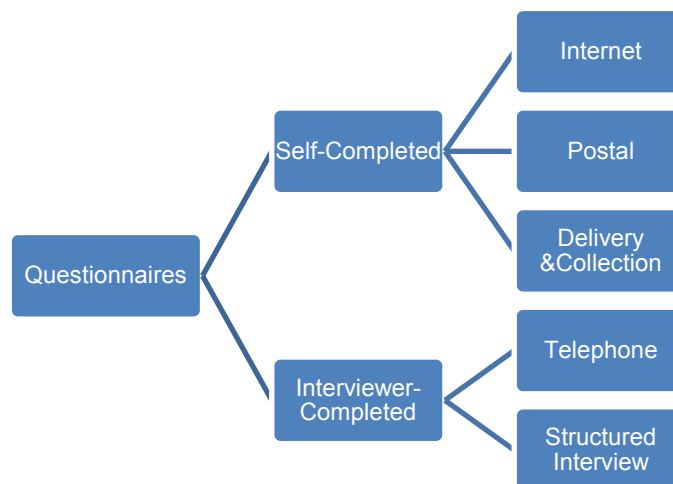 Questionnaires
Self-Completed
Internet
Postal
Delivery
&Collection
Interviewer-
Completed
Telephone
Structured
Interview